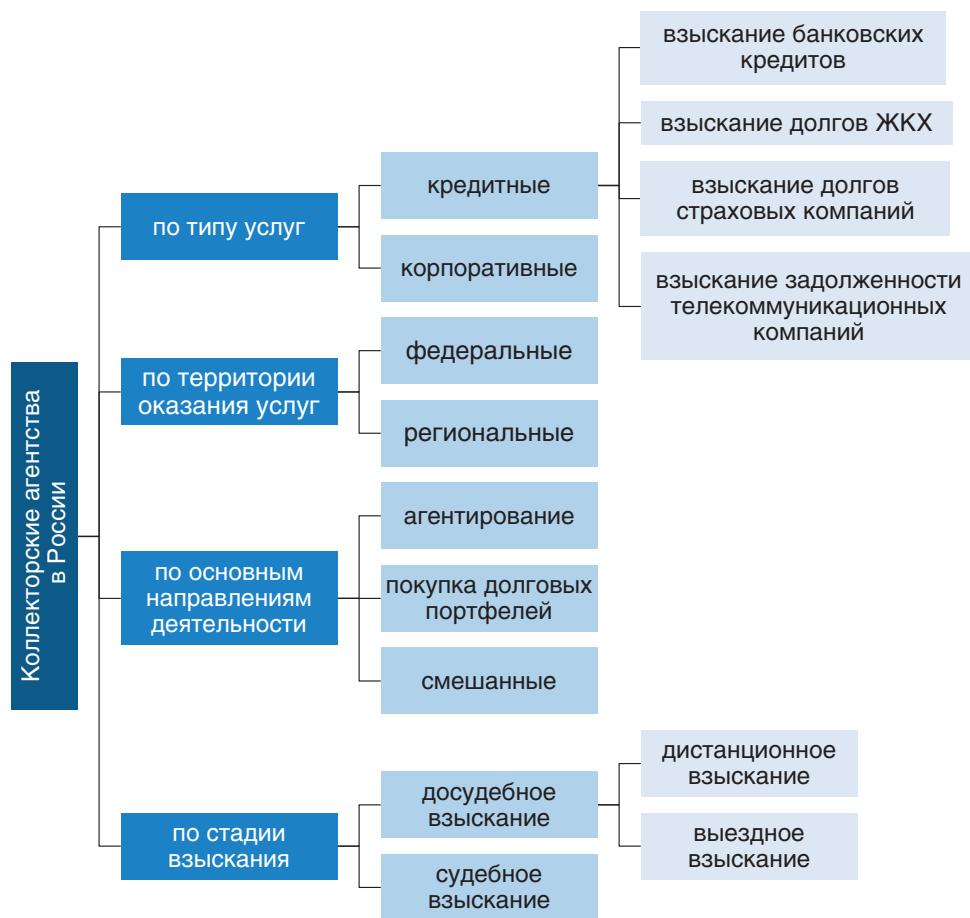 Коллекторские агентства
в России
по типу услуг
кредитные
взыскание банковских
кредитов
взыскание долгов ЖКХ
взыскание долгов
страховых компаний
взыскание задолженности
телекоммуникационных
компаний
корпоративные
по территории
оказания услуг
федеральные
региональные
по основным
направлениям
деятельности
агентирование
покупка долговых
портфелей
смешанные
по стадии
взыскания
досудебное
взыскание
дистанционное
взыскание
выездное
взыскание
судебное
взыскание